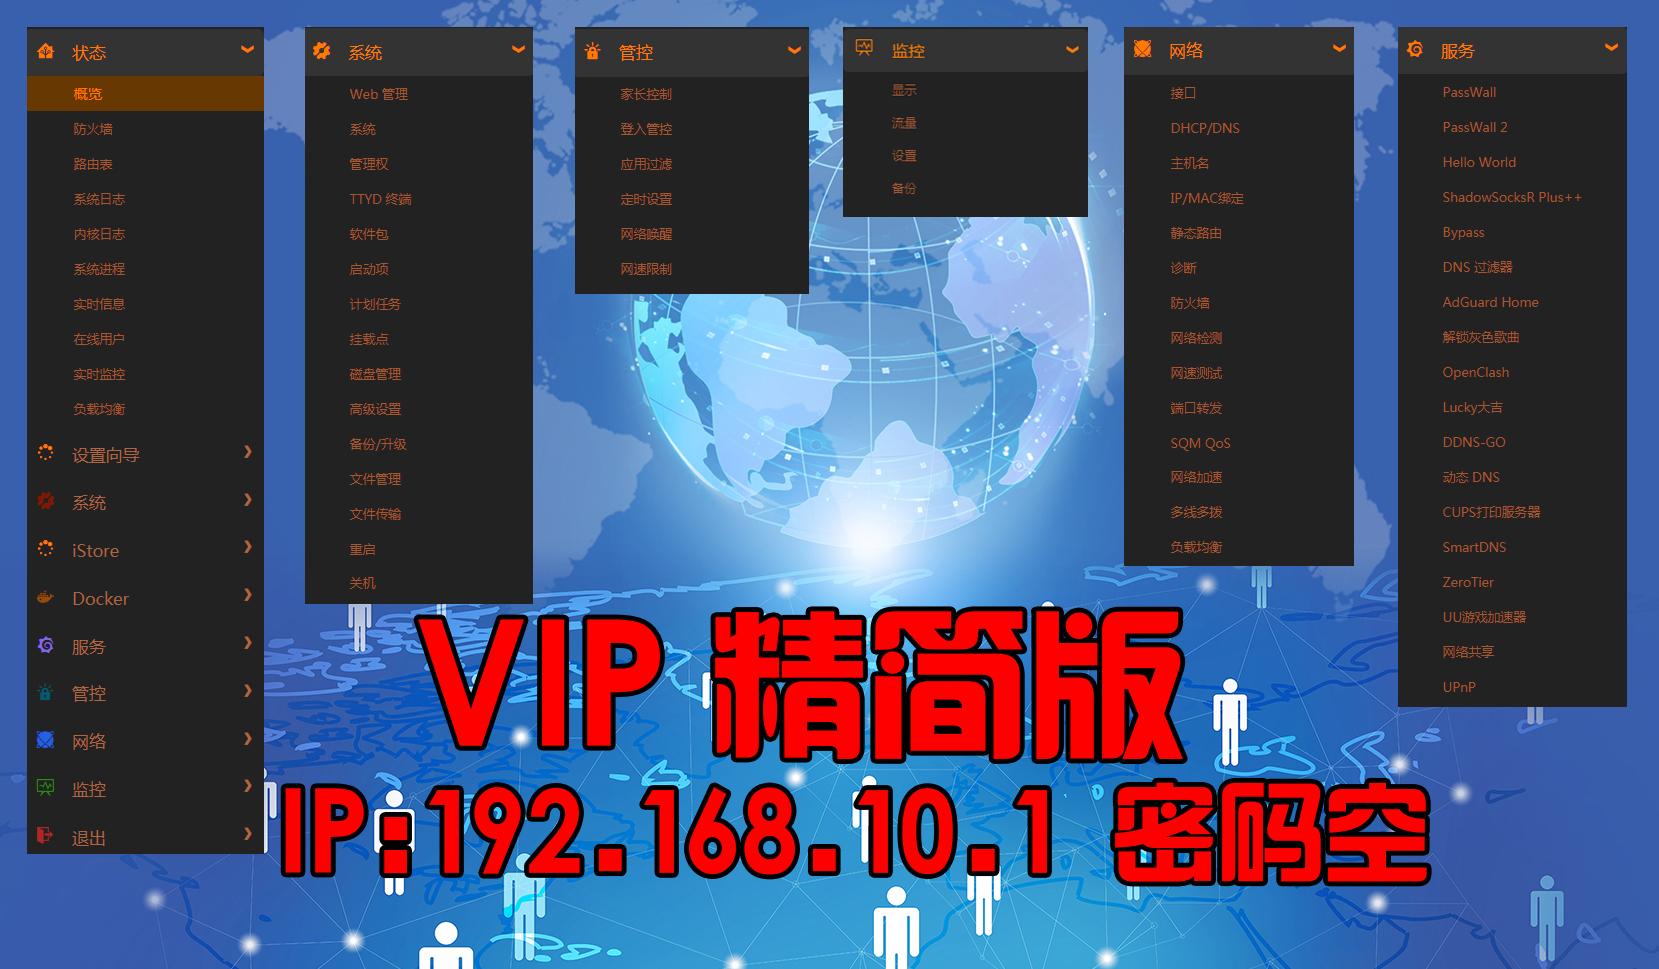 状态
概览
防火墙
路由表
系统日志
内核日志
系统进程
实时信息
在线用户
实时监控
负载均衡
设置向导
系统
iStore
Docker
服务
管控
网络
监控
退出
系统
Web 管理
系统
管理权
TTYD 终端
软件包
启动项
计划任务
挂载点
磁盘管理
高级设置
备份/升级
文件管理
文件传输
重启
关机
管控
家长控制
登入管控
应用过滤
定时设置
网络唤醒
网速限制
监控
显示
流量
设置
备份
网络
接口
DHCP/DNS
主机名
IP/MAC绑定
静态路由
诊断
防火墙
网络检测
网速测试
端口转发
SQM QoS
网络加速
多线多拨
负载均衡
服务
PassWall
PassWall 2
Hello World
ShadowSocksR Plus++
Bypass
DNS 过滤器
AdGuard Home
解锁灰色歌曲
OpenClash
Lucky大吉
DDNS-GO
动态 DNS
CUPS打印服务器
SmartDNS
ZeroTier
UU游戏加速器
网络共享
UPnP
VIP 精简版
IP:192.168.10.1 密码空